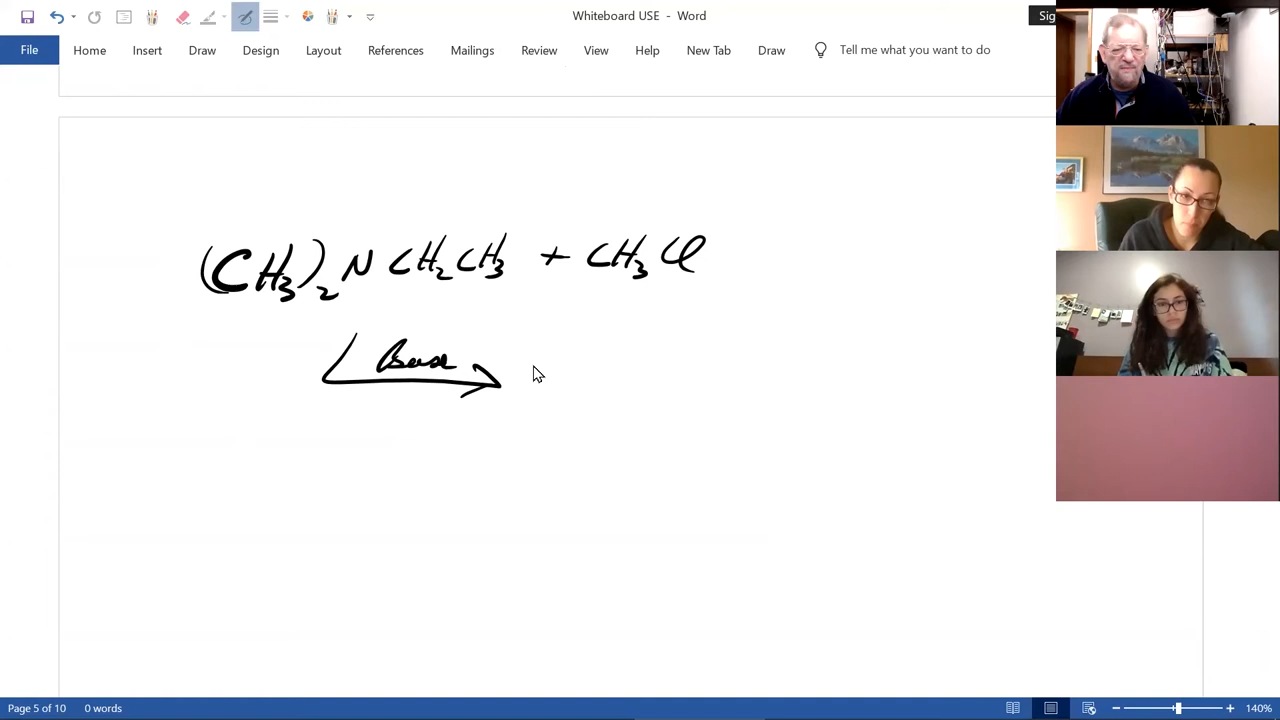 Whiteboard USE - Word
Sig
File Home Insert Draw Design Layout References Mailings Review View Help New Tab Draw Tell me what you want to do
(CH₃)₂NCH₂CH₃ + CH₃Cl
Base
Page 5 of 10 0 words 140%